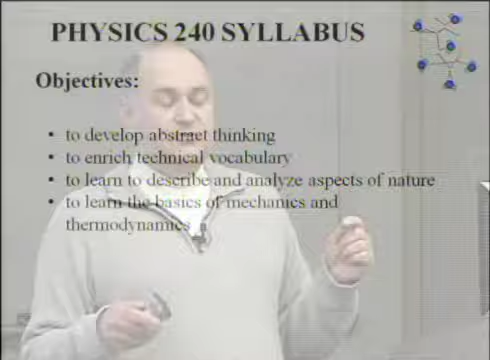 PHYSICS 240 SYLLABUS
Objectives:
• to develop abstract thinking
• to enrich technical vocabulary
• to learn to describe and analyze aspects of nature
• to learn the basics of mechanics and
thermodynamics